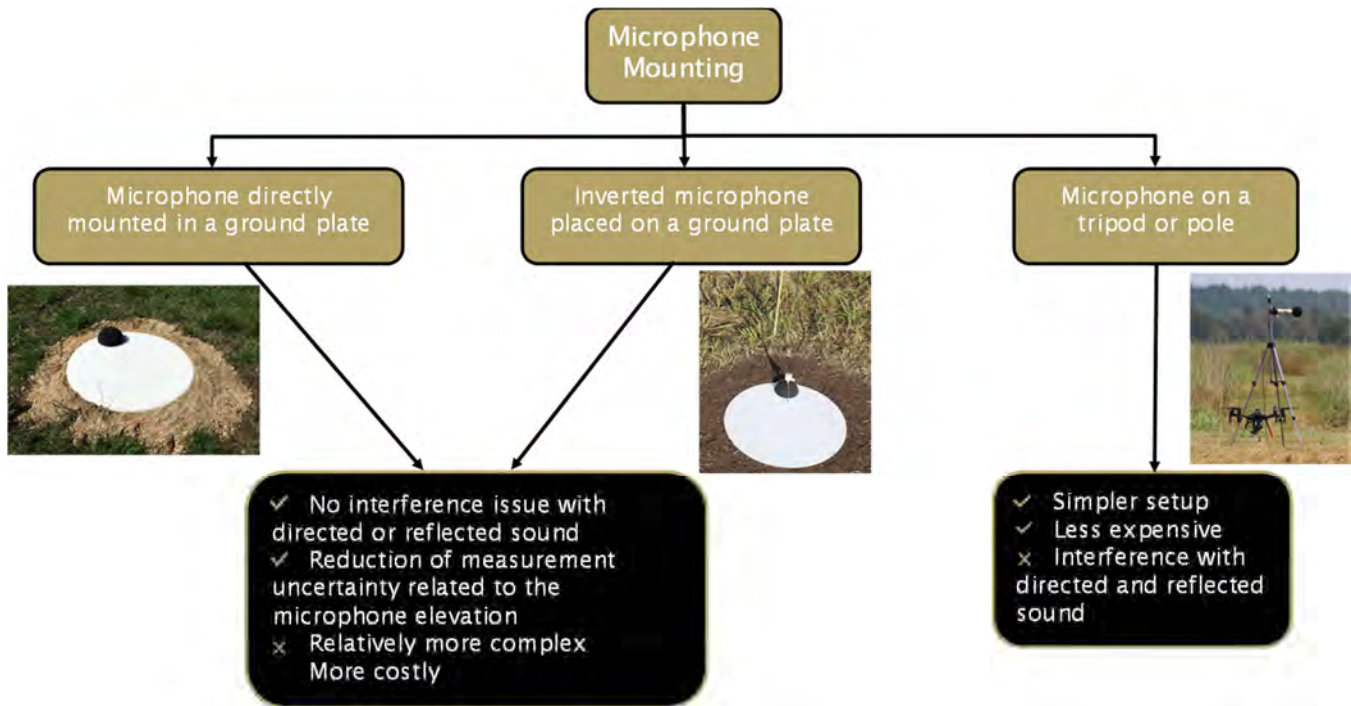 Microphone
Mounting
Microphone directly
mounted in a ground plate
Inverted microphone
placed on a ground plate
Microphone on a
tripod or pole
✓ No interference issue with
directed or reflected sound
✓ Reduction of measurement
uncertainty related to the
microphone elevation
× Relatively more complex
More costly
✓ Simpler setup
✓ Less expensive
× Interference with
directed and reflected
sound